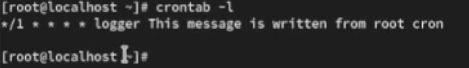 [root@localhost ~]# crontab -l
*/1 * * * * logger This message is written from root cron
[root@localhost ~]#